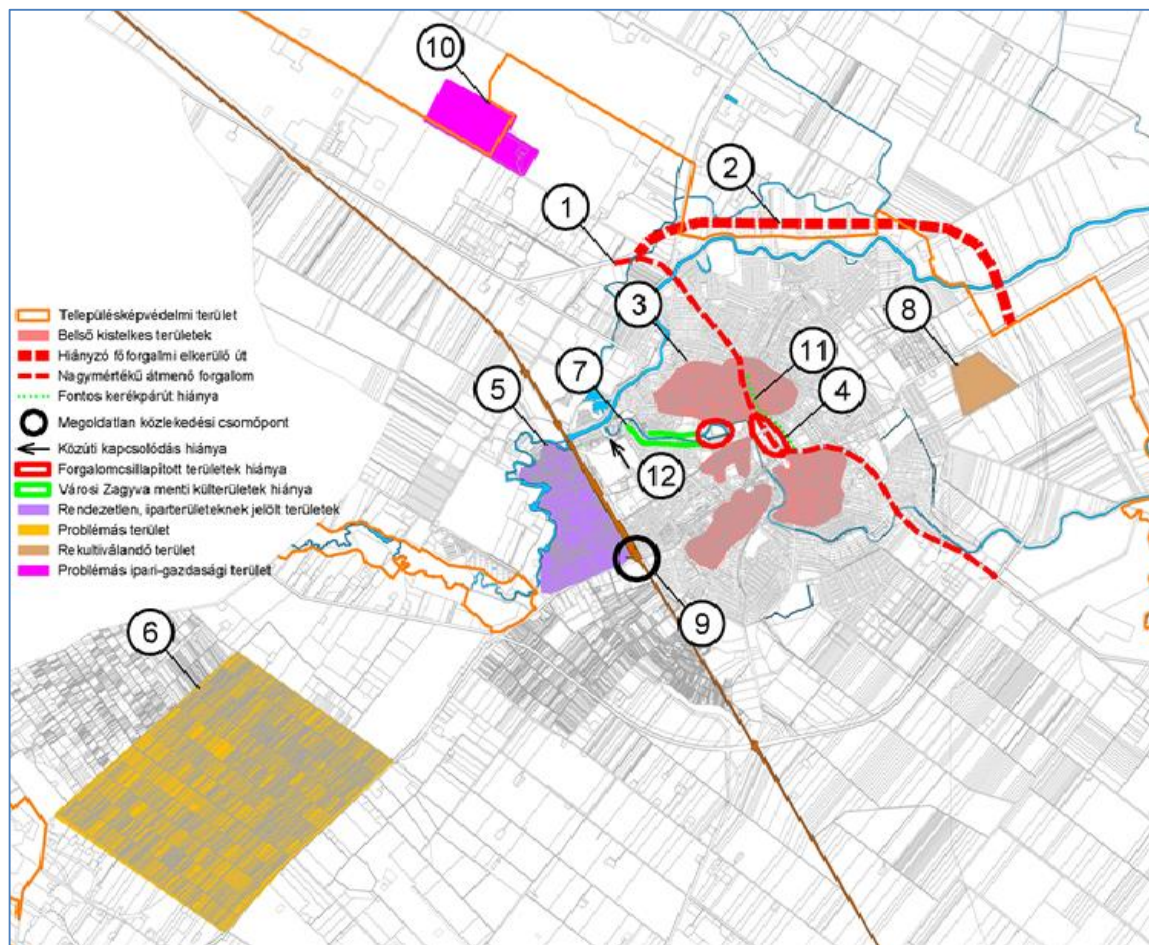 10
2
1
3
8
11
7
5
4
12
9
6
Településképvédelmi terület
Belső kistelkes területek
Hiányzó főforgalmi elkerülő út
Nagymértékű átmenő forgalom
Fontos kerékpárút hiánya
Megoldatlan közlekedési csomópont
Közúti kapcsolódás hiánya
Forgalomcsillapított területek hiánya
Városi Zagyva menti külterületek hiánya
Rendezetlen, iparterületeknek jelölt területek
Problémás terület
Rekultiválandó terület
Problémás ipari-gazdasági terület